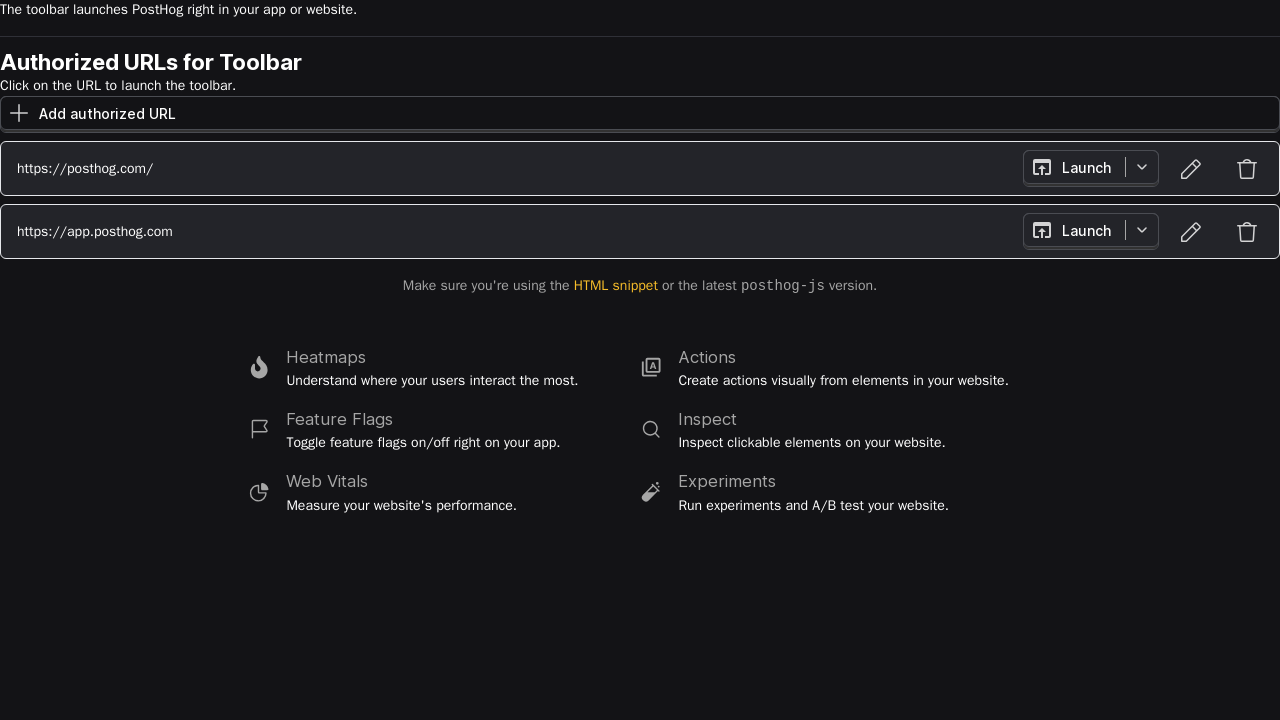 The toolbar launches PostHog right in your app or website.
Authorized URLs for Toolbar
Click on the URL to launch the toolbar.
Add authorized URL
https://posthog.com/
Launch
https://app.posthog.com
Launch
Make sure you're using the HTML snippet or the latest posthog-js version.
Heatmaps
Understand where your users interact the most.
Actions
Create actions visually from elements in your website.
Feature Flags
Toggle feature flags on/off right on your app.
Inspect
Inspect clickable elements on your website.
Web Vitals
Measure your website's performance.
Experiments
Run experiments and A/B test your website.